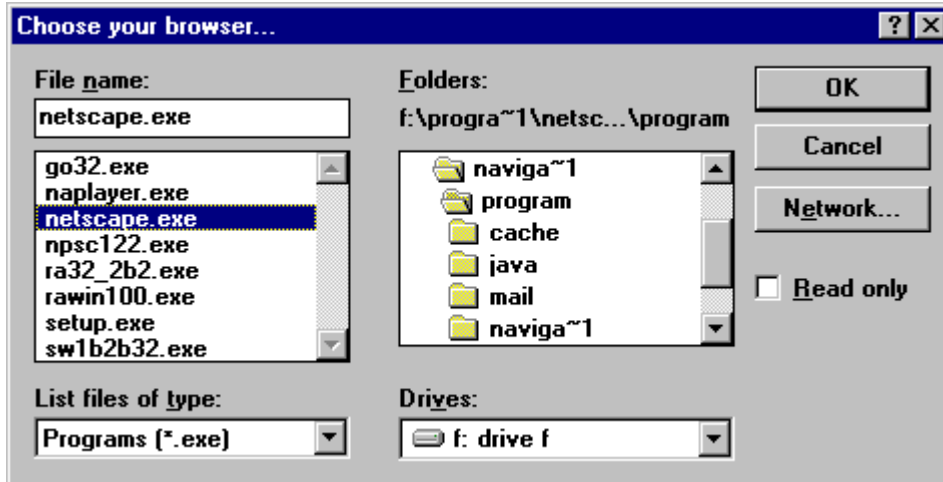 Choose your browser...
File name:
netscape.exe
go32.exe
naplayer.exe
netscape.exe
npsc122.exe
ra32_2b2.exe
rawin100.exe
setup.exe
sw1b2b32.exe
List files of type:
Programs (*.exe)
Folders:
f:\progra~1\netsc...\program
naviga~1
program
cache
java
mail
naviga~1
Drives:
f: drive f
OK
Cancel
Network...
Read only